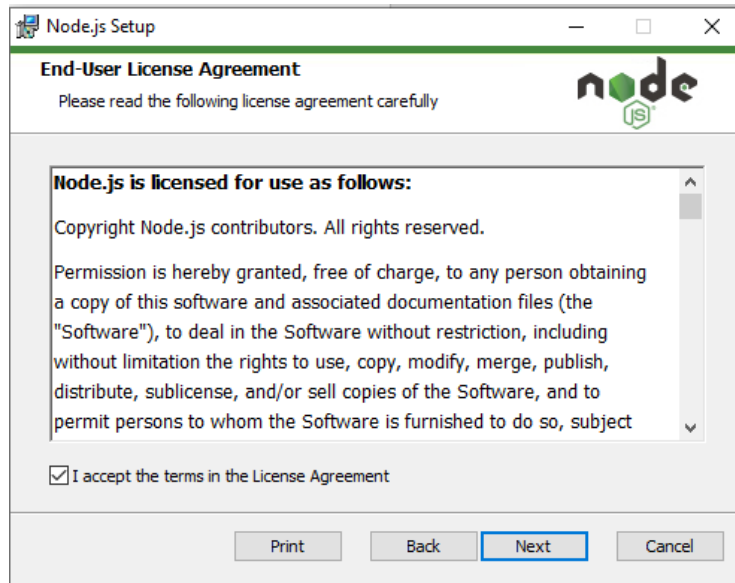 Node.js Setup
End-User License Agreement
Please read the following license agreement carefully
node
JS
Node.js is licensed for use as follows:
Copyright Node.js contributors. All rights reserved.
Permission is hereby granted, free of charge, to any person obtaining
a copy of this software and associated documentation files (the
"Software"), to deal in the Software without restriction, including
without limitation the rights to use, copy, modify, merge, publish,
distribute, sublicense, and/or sell copies of the Software, and to
permit persons to whom the Software is furnished to do so, subject
I accept the terms in the License Agreement
Print Back Next Cancel